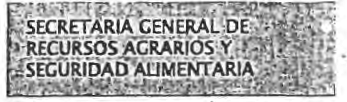 SECRETARIA GENERAL DE
RECURSOS AGRARIOS Y
SEGURIDAD ALIMENTARIA